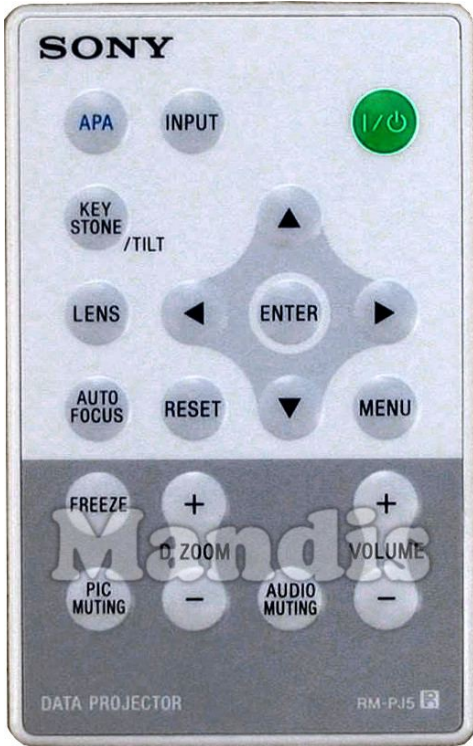 SONY
APA
INPUT
I/⏻
KEY
STONE
/TILT
▲
LENS
◀
ENTER
▶
AUTO
FOCUS
RESET
▼
MENU
FREEZE
+
+
Mandis
D. ZOOM
VOLUME
PIC
MUTING
−
AUDIO
MUTING
−
DATA PROJECTOR
RM-PJ5 R